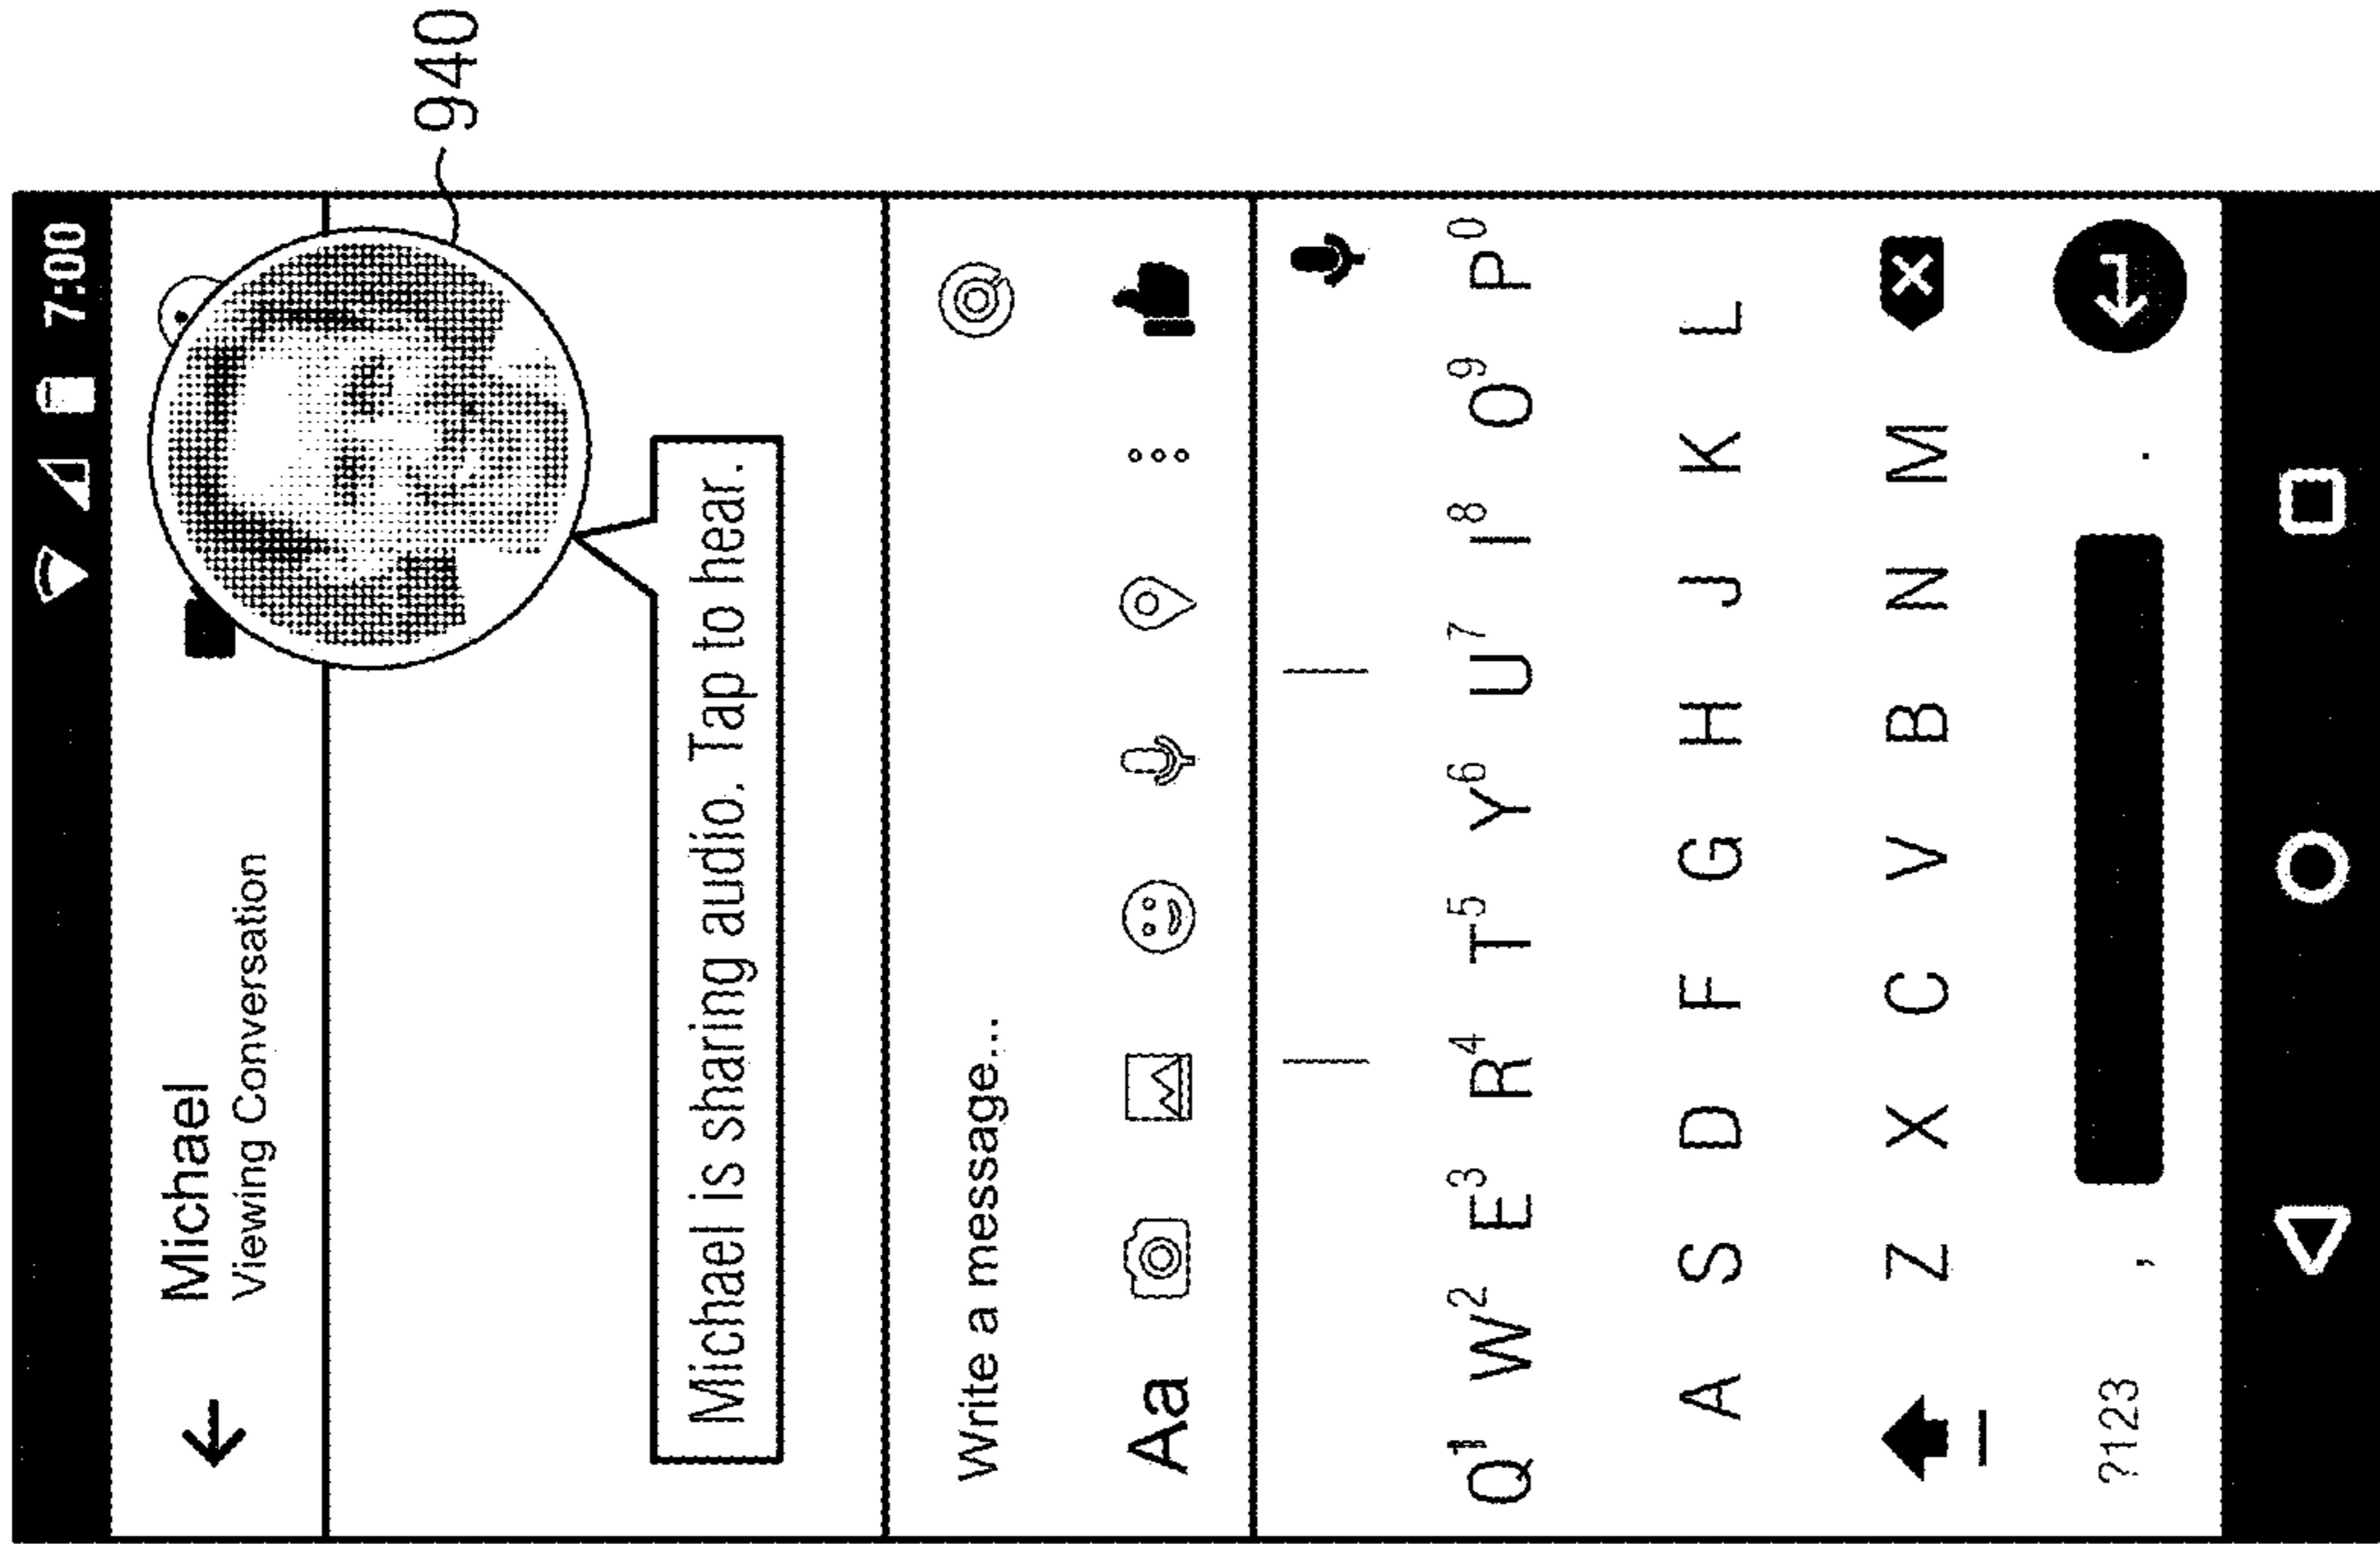 7:00
Michael
Viewing Conversation
940
Michael is sharing audio. Tap to hear.
Write a message...
Aa
Q1 W2 E3 R4 T5 Y6 U7 I8 O9 P0
A S D F G H J K L
Z X C V B N M
?123 , .